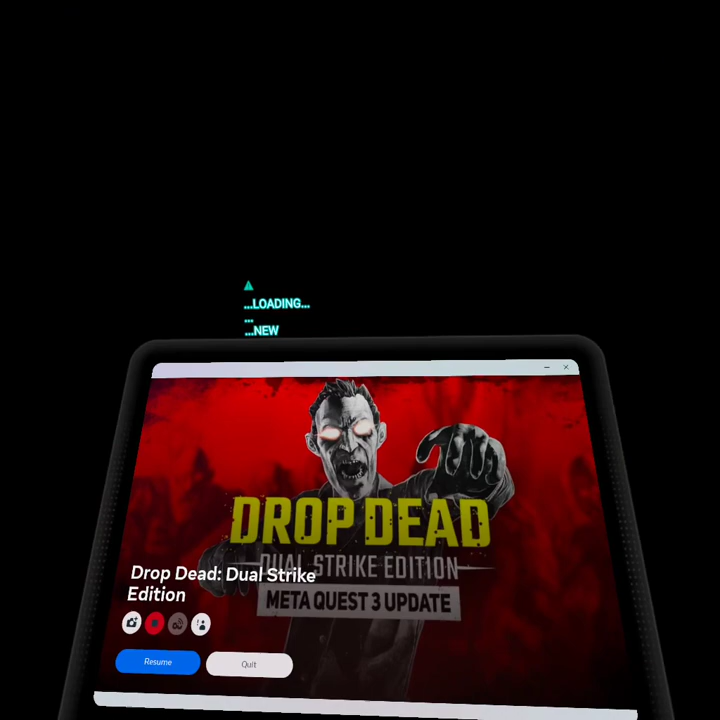 ...LOADING...
...
...NEW
DROP DEAD
DUAL STRIKE EDITION
META QUEST 3 UPDATE
Drop Dead: Dual Strike
Edition
Resume
Quit